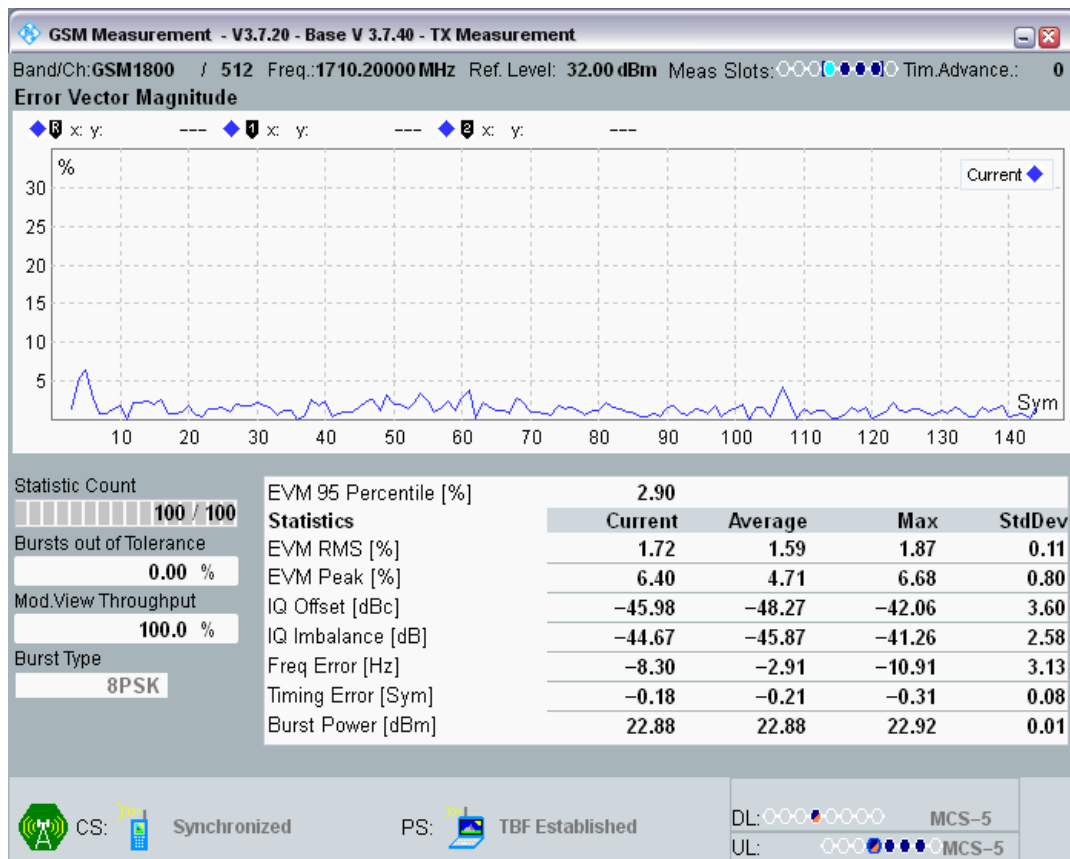 GSM Measurement - V3.7.20 - Base V 3.7.40 - TX Measurement
Band/Ch:GSM1800 / 512 Freq.:1710.20000 MHz Ref. Level: 32.00 dBm Meas Slots: Tim.Advance.: 0
Error Vector Magnitude
R x: y: --- 1 x: y: --- 2 x: y: ---
%
Current
30
25
20
15
10
5
Sym
10 20 30 40 50 60 70 80 90 100 110 120 130 140
Statistic Count
100 / 100
Bursts out of Tolerance
0.00 %
Mod.View Throughput
100.0 %
Burst Type
8PSK
EVM 95 Percentile [%] 2.90
Statistics Current Average Max StdDev
EVM RMS [%] 1.72 1.59 1.87 0.11
EVM Peak [%] 6.40 4.71 6.68 0.80
IQ Offset [dBc] −45.98 −48.27 −42.06 3.60
IQ Imbalance [dB] −44.67 −45.87 −41.26 2.58
Freq Error [Hz] −8.30 −2.91 −10.91 3.13
Timing Error [Sym] −0.18 −0.21 −0.31 0.08
Burst Power [dBm] 22.88 22.88 22.92 0.01
CS: Synchronized PS: TBF Established
DL: MCS−5
UL: MCS−5